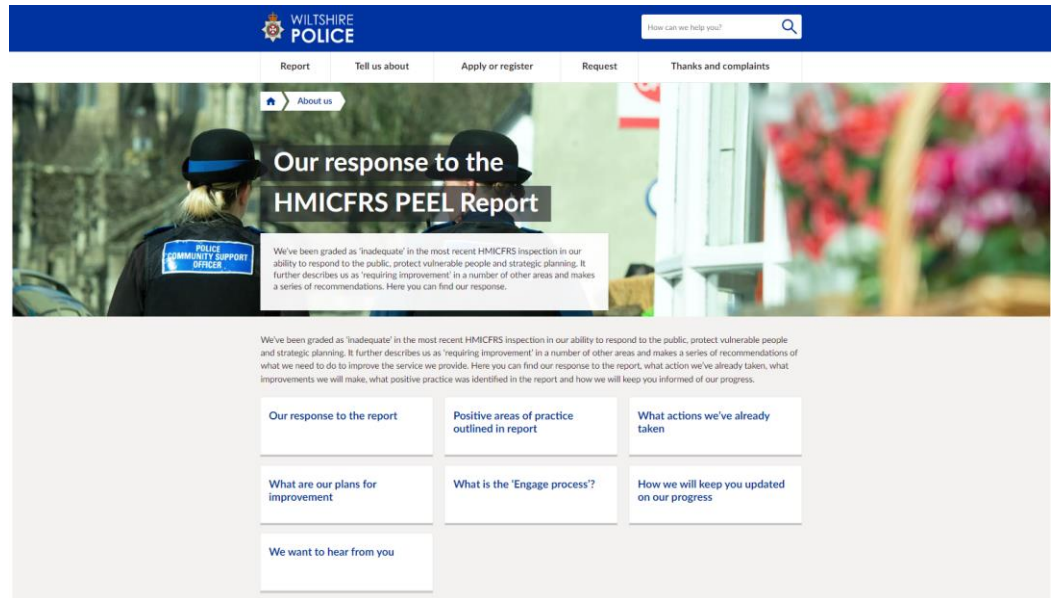 WILTSHIRE
POLICE
How can we help you?
Report
Tell us about
Apply or register
Request
Thanks and complaints
About us
Our response to the
HMICFRS PEEL Report
POLICE
COMMUNITY SUPPORT
OFFICER
We've been graded as 'inadequate' in the most recent HMICFRS inspection in our
ability to respond to the public, protect vulnerable people and strategic planning. It
further describes us as 'requiring improvement' in a number of other areas and makes
a series of recommendations. Here you can find our response.
We've been graded as 'inadequate' in the most recent HMICFRS inspection in our ability to respond to the public, protect vulnerable people
and strategic planning. It further describes us as 'requiring improvement' in a number of other areas and makes a series of recommendations of
what we need to do to improve the service we provide. Here you can find our response to the report, what action we've already taken, what
improvements we will make, what positive practice was identified in the report and how we will keep you informed of our progress.
Our response to the report
Positive areas of practice
outlined in report
What actions we've already
taken
What are our plans for
improvement
What is the 'Engage process'?
How we will keep you updated
on our progress
We want to hear from you